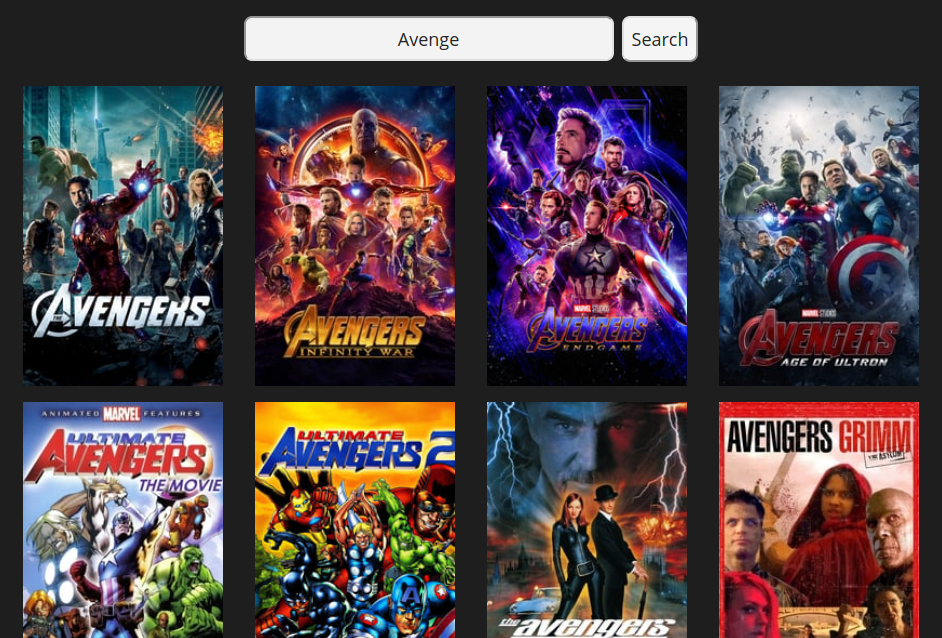 Avenge
Search
THE AVENGERS
AVENGERS
INFINITY WAR
MARVEL STUDIOS
AVENGERS
ENDGAME
MARVEL STUDIOS
AVENGERS
AGE OF ULTRON
ANIMATED MARVEL FEATURES
ULTIMATE
AVENGERS
THE MOVIE
ULTIMATE
AVENGERS 2
the avengers
AVENGERS GRIMM
THE ASYLUM